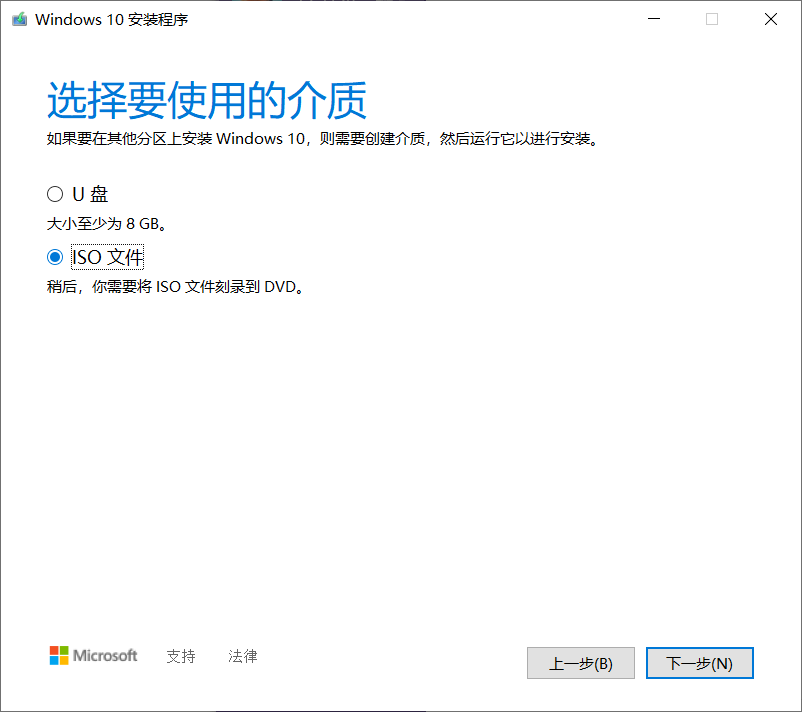 Windows 10 安装程序
选择要使用的介质
如果要在其他分区上安装 Windows 10，则需要创建介质，然后运行它以进行安装。
U 盘
大小至少为 8 GB。
ISO 文件
稍后，你需要将 ISO 文件刻录到 DVD。
Microsoft 支持 法律 上一步(B) 下一步(N)